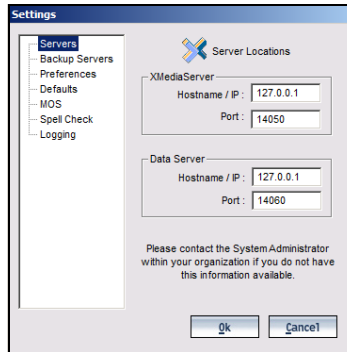 Settings
Servers
Backup Servers
Preferences
Defaults
MOS
Spell Check
Logging
Server Locations
XMediaServer
Hostname / IP : 127.0.0.1
Port : 14050
Data Server
Hostname / IP : 127.0.0.1
Port : 14060
Please contact the System Administrator
within your organization if you do not have
this information available.
Ok Cancel